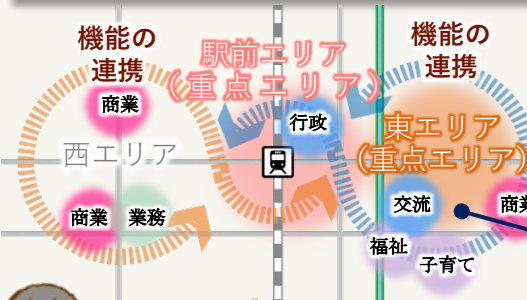 機能の
連携
商業
西エリア
商業
業務
駅前エリア
（重点エリア）
行政
機能の
連携
東エリア
（重点エリア）
交流
商業
福祉
子育て